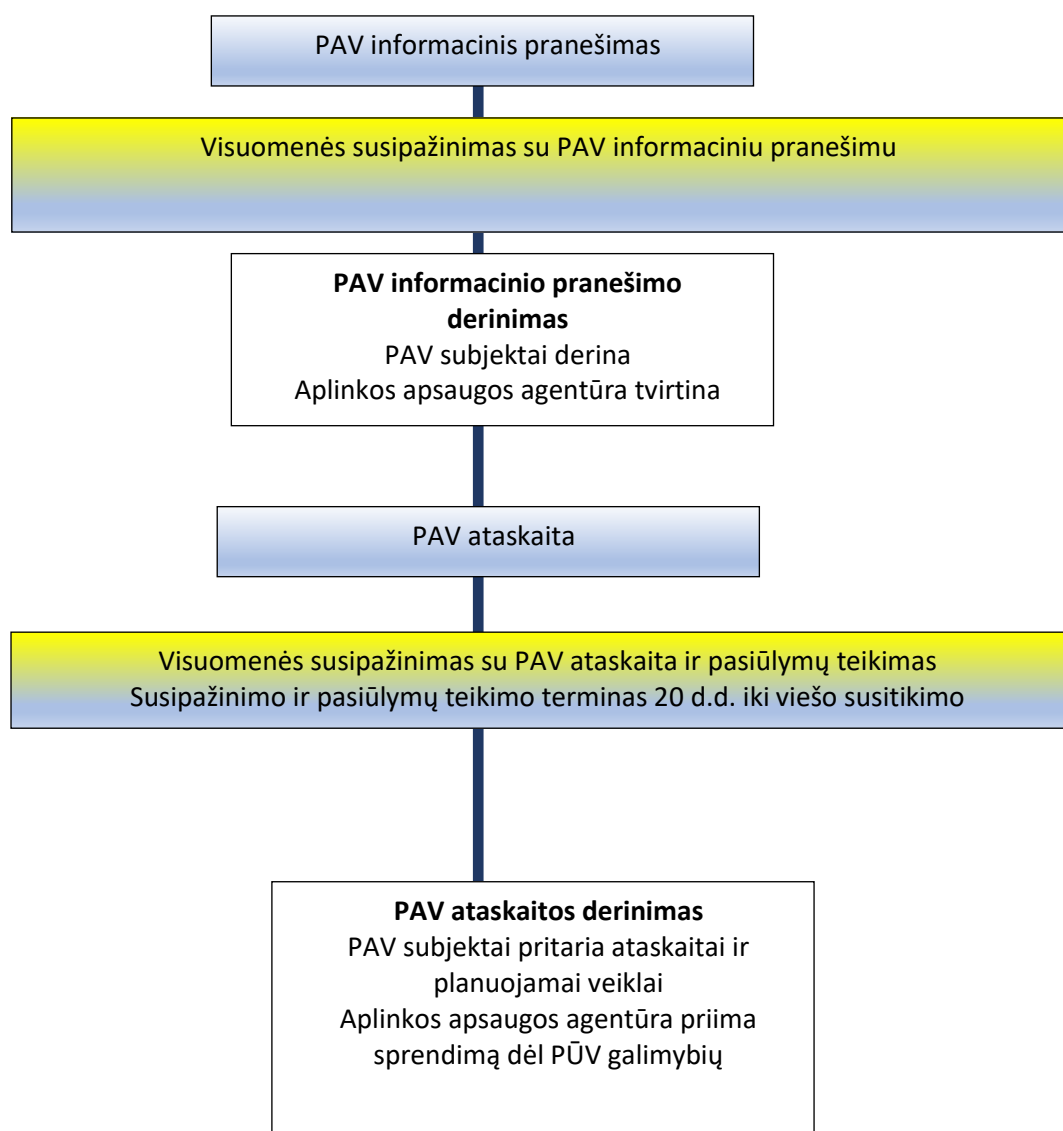 PAV informacinis pranešimas
Visuomenės susipažinimas su PAV informaciniu pranešimu
PAV informacinio pranešimo
derinimas
PAV subjektai derina
Aplinkos apsaugos agentūra tvirtina
PAV ataskaita
Visuomenės susipažinimas su PAV ataskaita ir pasiūlymų teikimas
Susipažinimo ir pasiūlymų teikimo terminas 20 d.d. iki viešo susitikimo
PAV ataskaitos derinimas
PAV subjektai pritaria ataskaitai ir
planuojamai veiklai
Aplinkos apsaugos agentūra priima
sprendimą dėl PŪV galimybių